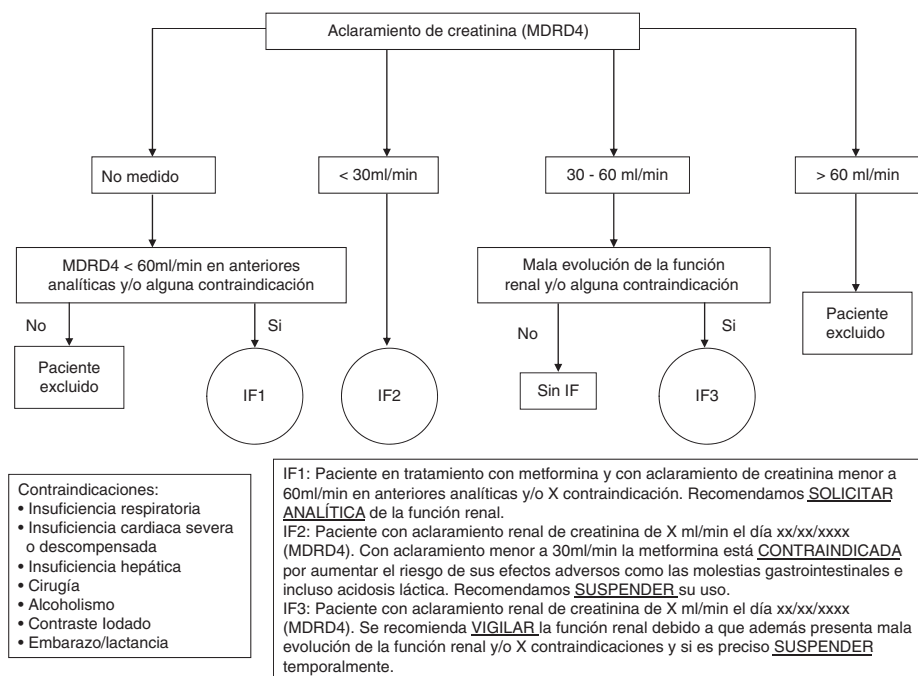 Aclaramiento de creatinina (MDRD4)
No medido
< 30ml/min
30 - 60 ml/min
> 60 ml/min
MDRD4 < 60ml/min en anteriores
analíticas y/o alguna contraindicación
Mala evolución de la función
renal y/o alguna contraindicación
No
Si
No
Si
Paciente
excluido
Paciente
excluido
IF1
IF2
Sin IF
IF3
Contraindicaciones:
• Insuficiencia respiratoria
• Insuficiencia cardiaca severa
o descompensada
• Insuficiencia hepática
• Cirugía
• Alcoholismo
• Contraste Iodado
• Embarazo/lactancia
IF1: Paciente en tratamiento con metformina y con aclaramiento de creatinina menor a
60ml/min en anteriores analíticas y/o X contraindicación. Recomendamos SOLICITAR
ANALÍTICA de la función renal.
IF2: Paciente con aclaramiento renal de creatinina de X ml/min el día xx/xx/xxxx
(MDRD4). Con aclaramiento menor a 30ml/min la metformina está CONTRAINDICADA
por aumentar el riesgo de sus efectos adversos como las molestias gastrointestinales e
incluso acidosis láctica. Recomendamos SUSPENDER su uso.
IF3: Paciente con aclaramiento renal de creatinina de X ml/min el día xx/xx/xxxx
(MDRD4). Se recomienda VIGILAR la función renal debido a que además presenta mala
evolución de la función renal y/o X contraindicaciones y si es preciso SUSPENDER
temporalmente.